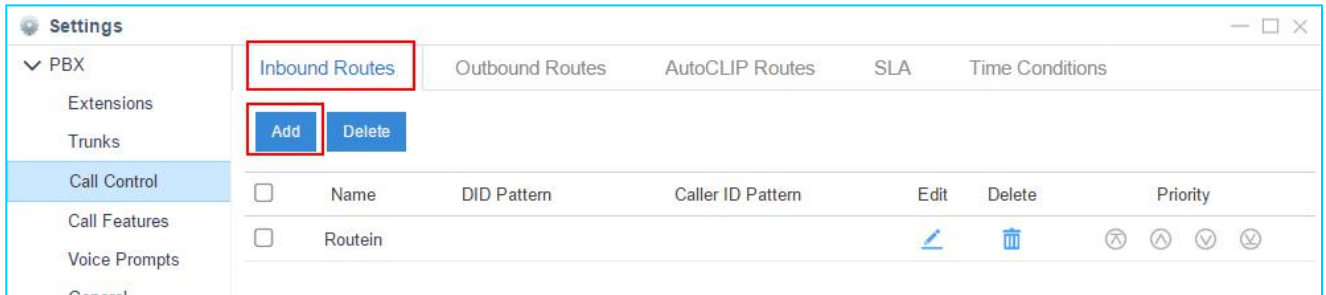 Settings
PBX
Inbound Routes Outbound Routes AutoCLIP Routes SLA Time Conditions
Extensions
Add Delete
Trunks
Call Control
Name DID Pattern Caller ID Pattern Edit Delete Priority
Call Features
Routein
Voice Prompts
General